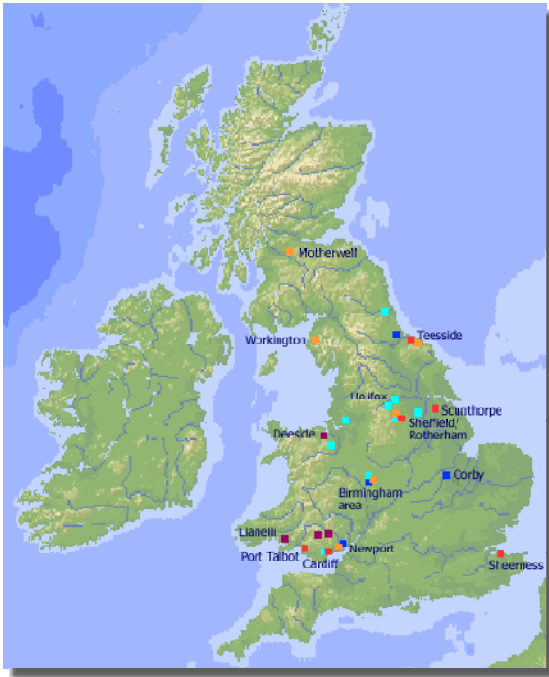 Motherwell
Teesside
Workington
Halifax
Scunthorpe
Sheffield/
Rotherham
Deeside
Corby
Birmingham
area
Llanelli
Newport
Port Talbot
Cardiff
Sheerness